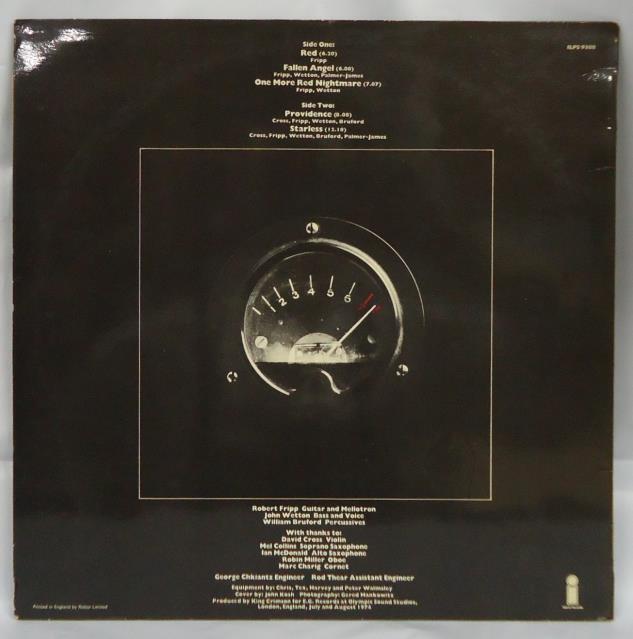 Side One:
Red (6.20)
Fripp
Fallen Angel (6.00)
Fripp, Wetton, Palmer-James
One More Red Nightmare (7.07)
Fripp, Wetton
Side Two:
Providence (8.08)
Cross, Fripp, Wetton, Bruford
Starless (12.18)
Cross, Fripp, Wetton, Bruford, Palmer-James
ILPS 9308
2 3 4 5 6
Robert Fripp Guitar and Mellotron
John Wetton Bass and Voice
William Bruford Percussives
With thanks to:
David Cross Violin
Mel Collins Soprano Saxophone
Ian McDonald Alto Saxophone
Robin Miller Oboe
Marc Charig Cornet
George Chkiantz Engineer Rod Thear Assistant Engineer
Equipment by: Chris, Tex, Harvey and Peter Walmsley
Cover by: John Kosh Photography: Gered Mankowitz
Produced by King Crimson for E.G. Records at Olympic Sound Studios,
London, England, July and August 1974
Printed in England by Robor Limited
i